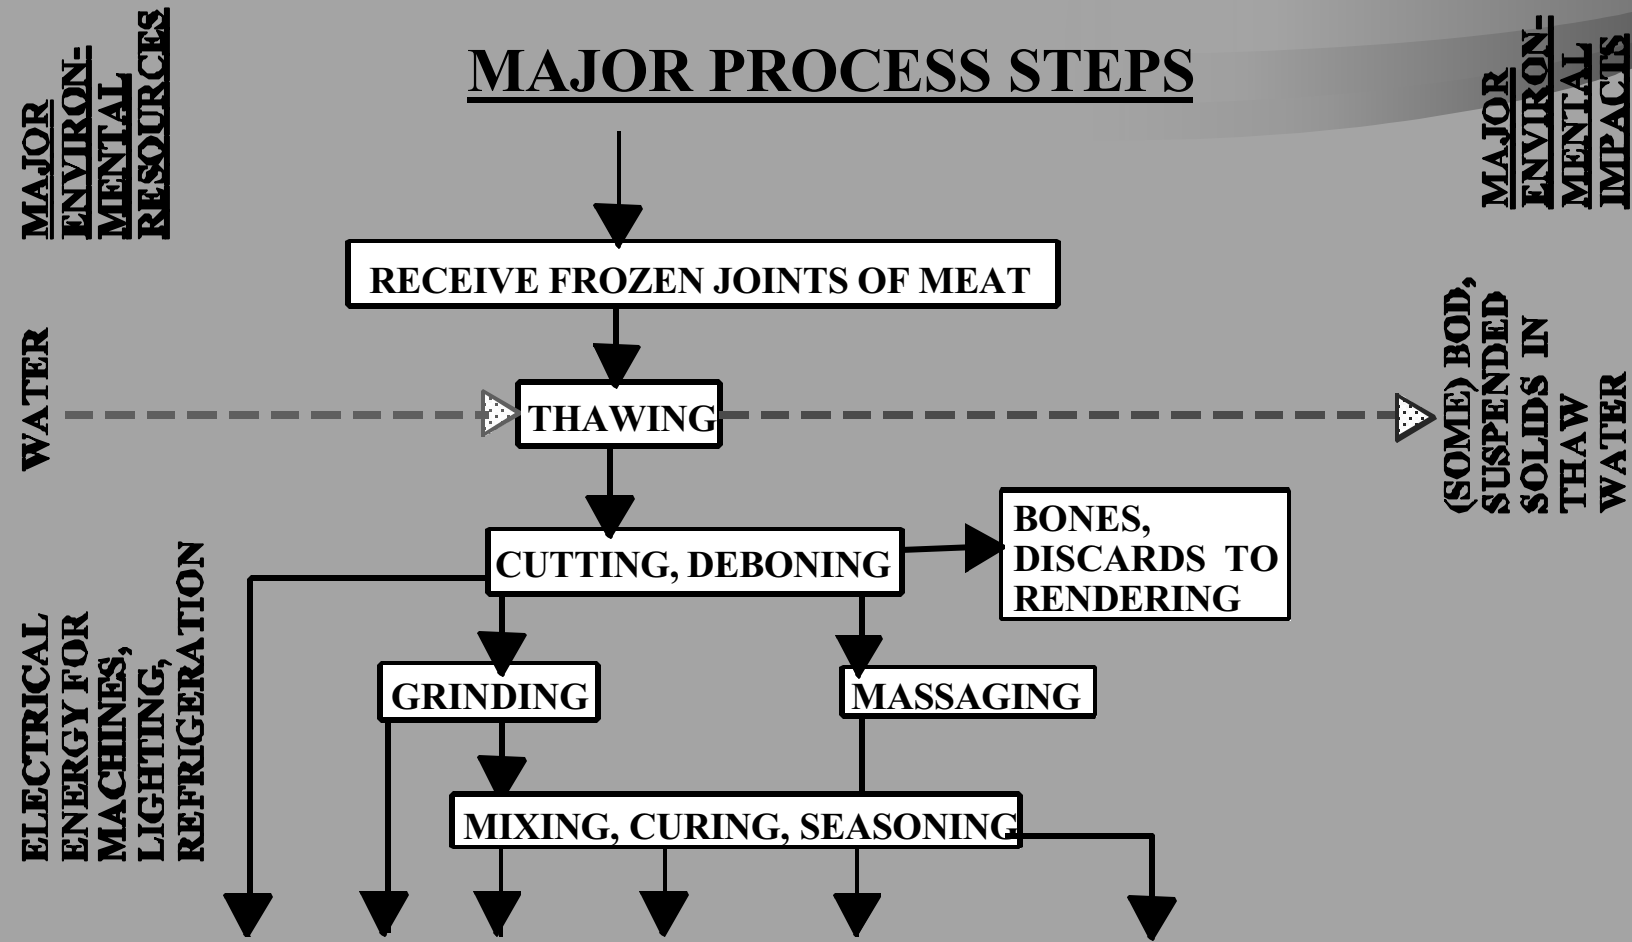 MAJOR
ENVIRON-
MENTAL
RESOURCES
MAJOR PROCESS STEPS
MAJOR
ENVIRON-
MENTAL
IMPACTS
RECEIVE FROZEN JOINTS OF MEAT
WATER
THAWING
(SOME) BOD,
SUSPENDED
SOLIDS IN
THAW
WATER
CUTTING, DEBONING
BONES,
DISCARDS TO
RENDERING
ELECTRICAL
ENERGY FOR
MACHINES,
LIGHTING,
REFRIGERATION
GRINDING
MASSAGING
MIXING, CURING, SEASONING